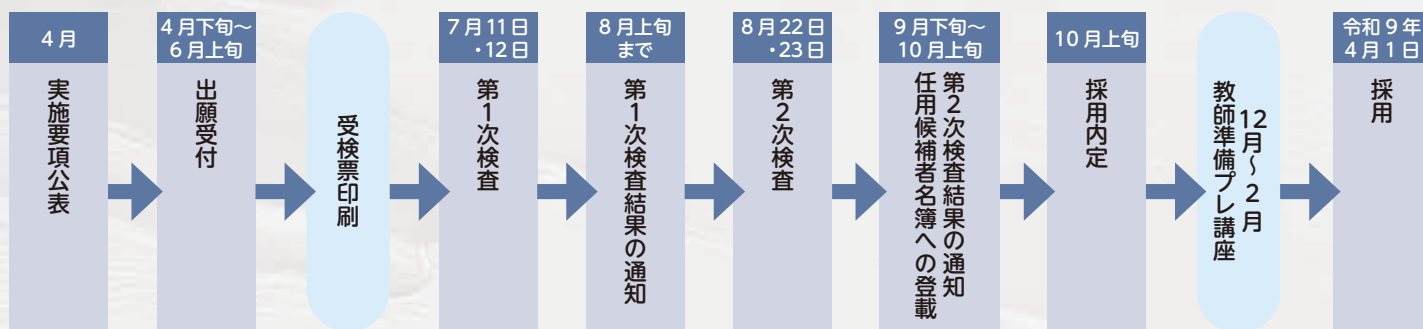 4月
実施要項公表
4月下旬～
6月上旬
出願受付
受検票印刷
7月11日
・12日
第1次検査
8月上旬
まで
第1次検査結果の通知
8月22日
・23日
第2次検査
9月下旬～
10月上旬
第2次検査結果の通知
任用候補者名簿への登載
10月上旬
採用内定
12月～2月
教師準備プレ講座
令和9年
4月1日
採用